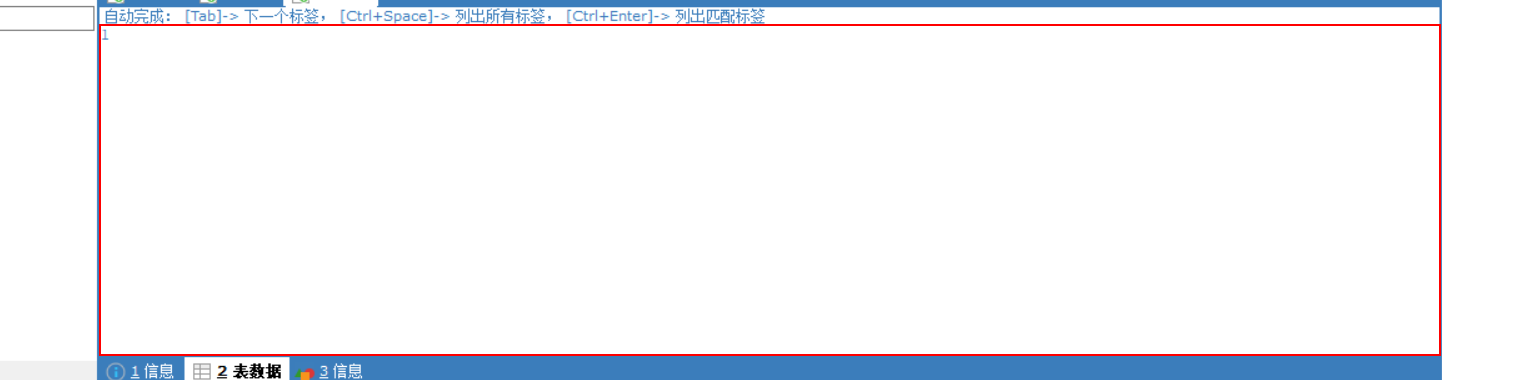 自动完成： [Tab]-> 下一个标签， [Ctrl+Space]-> 列出所有标签， [Ctrl+Enter]-> 列出匹配标签
1
1 信息 2 表数据 3 信息